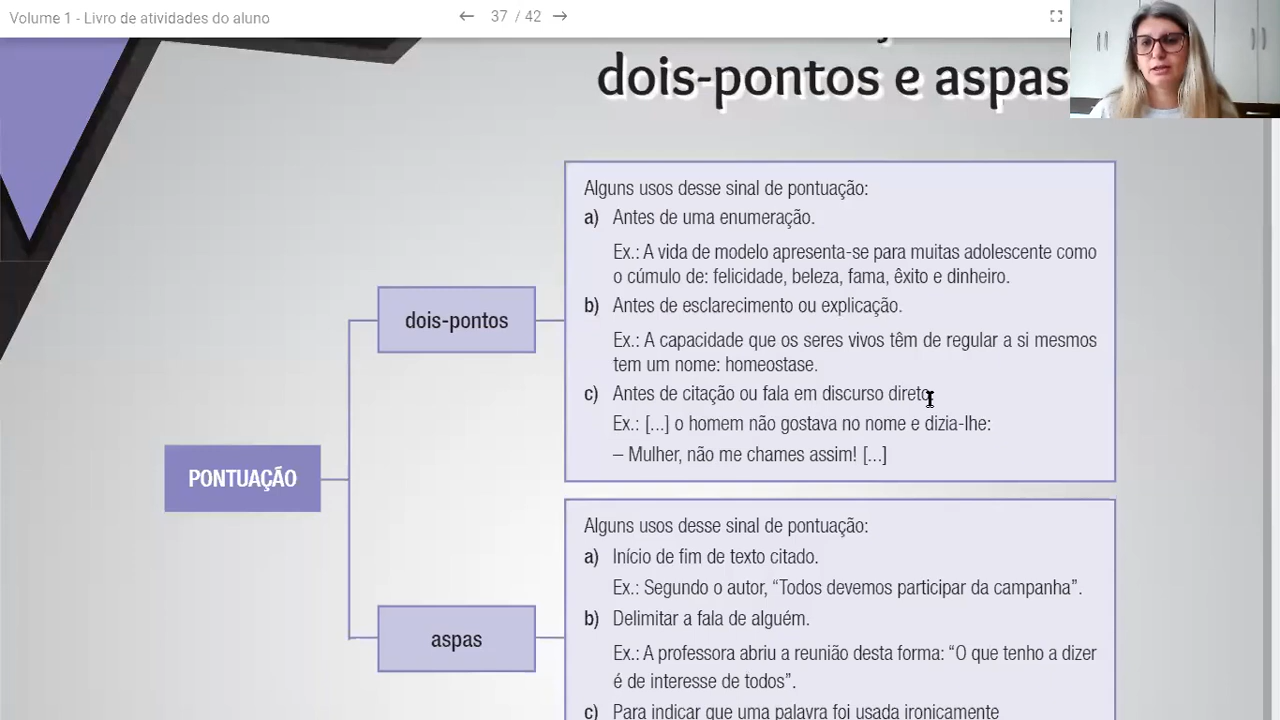 Volume 1 - Livro de atividades do aluno
37 / 42
dois-pontos e aspas
Alguns usos desse sinal de pontuação:
a) Antes de uma enumeração.
Ex.: A vida de modelo apresenta-se para muitas adolescente como
o cúmulo de: felicidade, beleza, fama, êxito e dinheiro.
b) Antes de esclarecimento ou explicação.
Ex.: A capacidade que os seres vivos têm de regular a si mesmos
tem um nome: homeostase.
c) Antes de citação ou fala em discurso direto.
Ex.: [...] o homem não gostava no nome e dizia-lhe:
– Mulher, não me chames assim! [...]
dois-pontos
PONTUAÇÃO
Alguns usos desse sinal de pontuação:
a) Início de fim de texto citado.
Ex.: Segundo o autor, “Todos devemos participar da campanha”.
b) Delimitar a fala de alguém.
Ex.: A professora abriu a reunião desta forma: “O que tenho a dizer
é de interesse de todos”.
c) Para indicar que uma palavra foi usada ironicamente
aspas